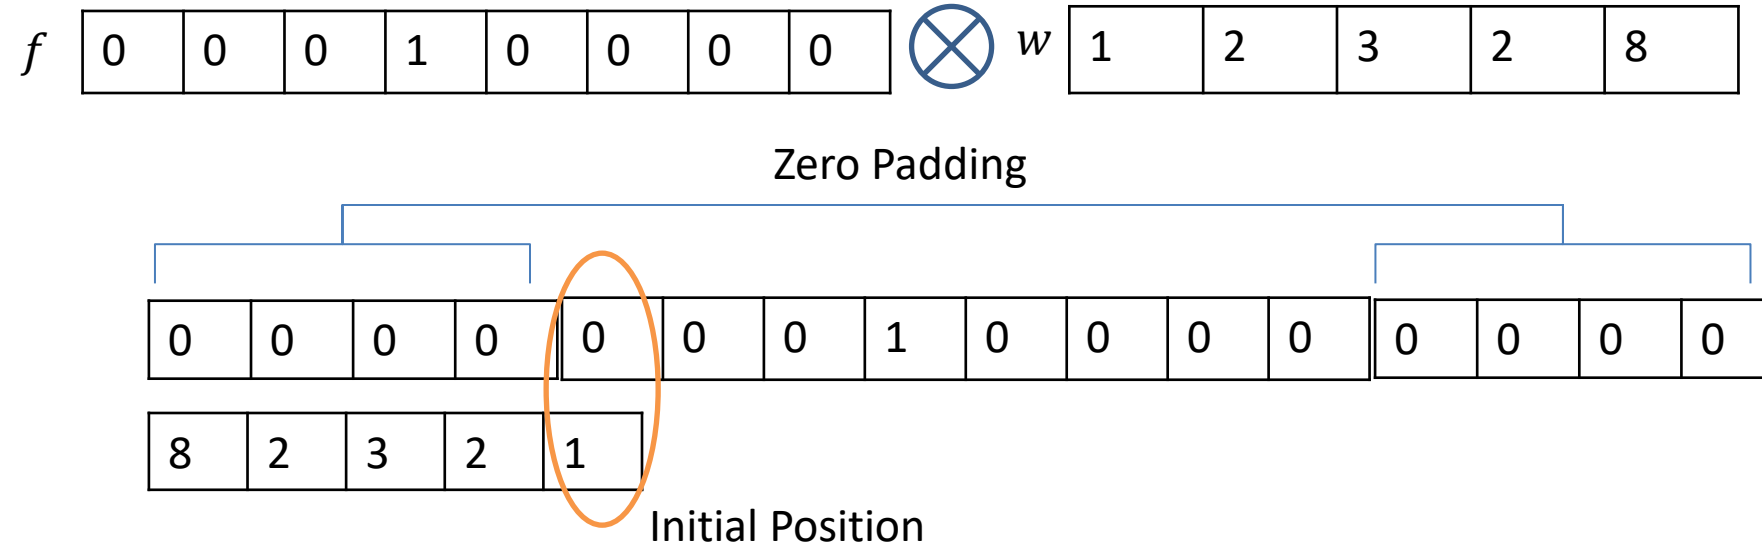 f 0 0 0 1 0 0 0 0 w 1 2 3 2 8
Zero Padding
0 0 0 0 0 0 0 1 0 0 0 0 0 0 0 0
8 2 3 2 1
Initial Position